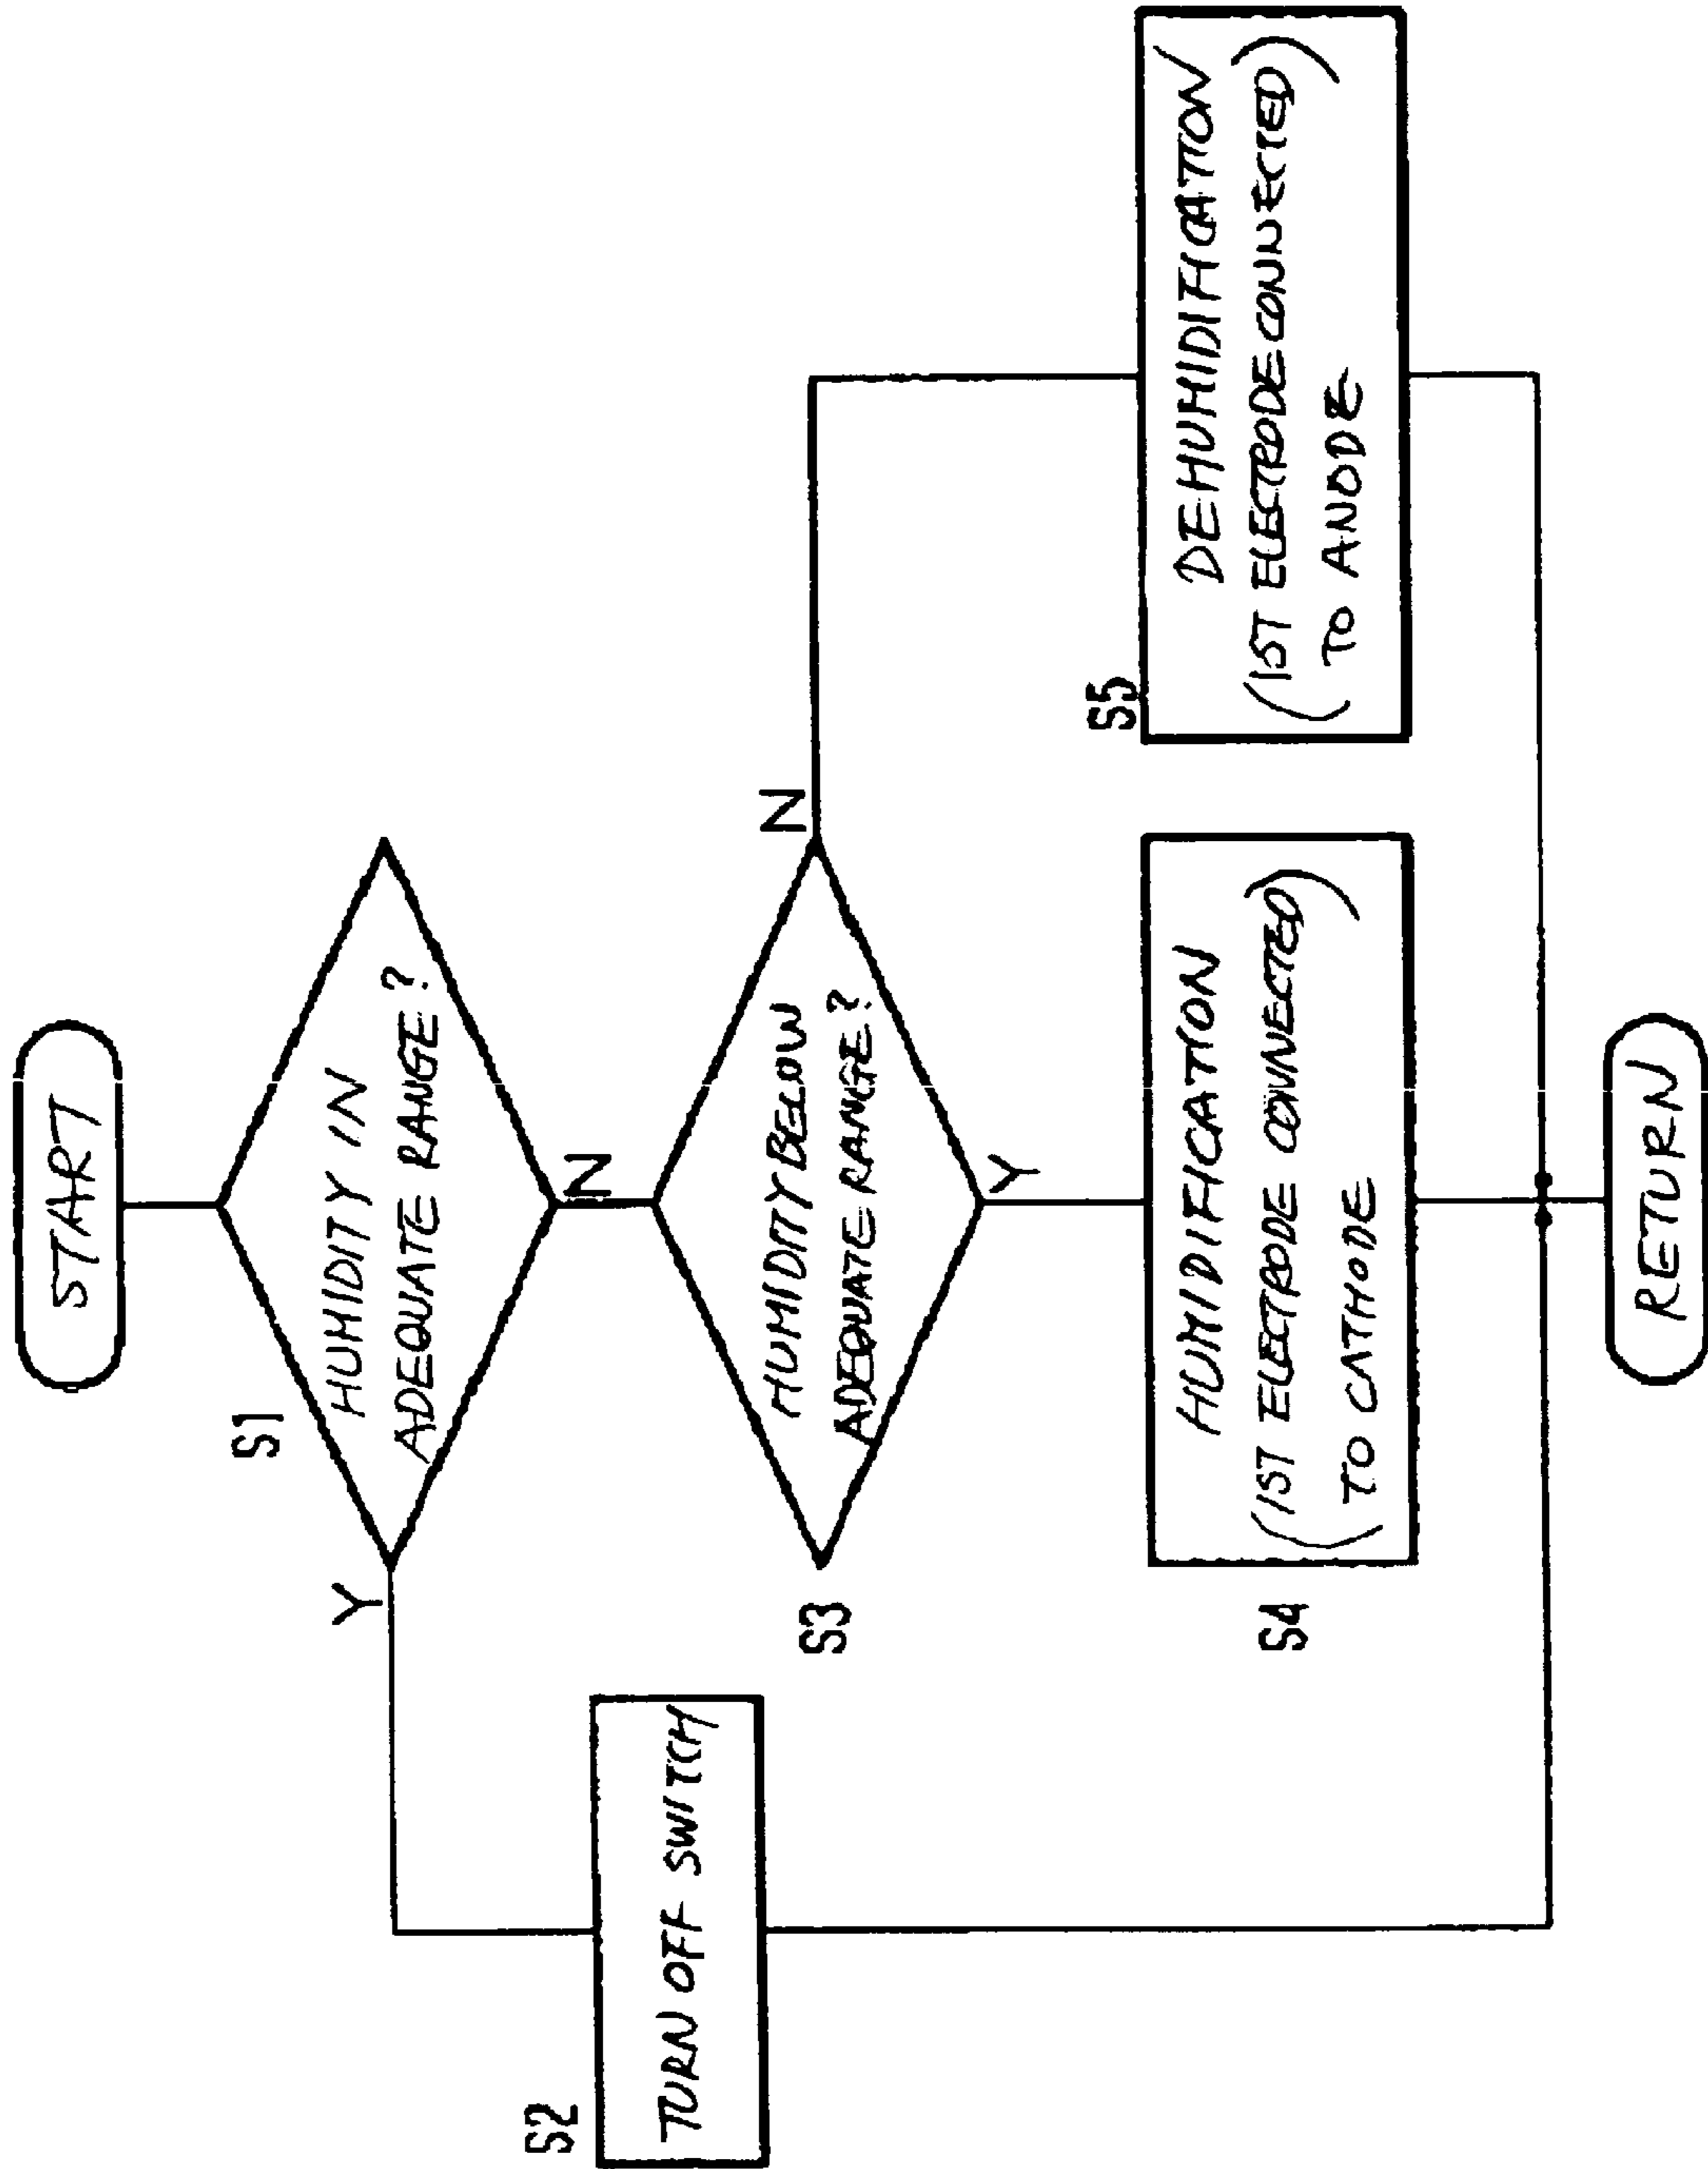 START
S1
HUMIDITY IN
ADEQUATE RANGE?
Y
N
S2
TURN OFF SWITCH
S3
HUMIDITY BELOW
ADEQUATE RANGE?
N
Y
S4
HUMIDIFICATION
(1ST ELECTRODE CONNECTED)
(TO CATHODE
S5
DEHUMIDIFICATION
(1ST ELECTRODE CONNECTED)
(TO ANODE
RETURN